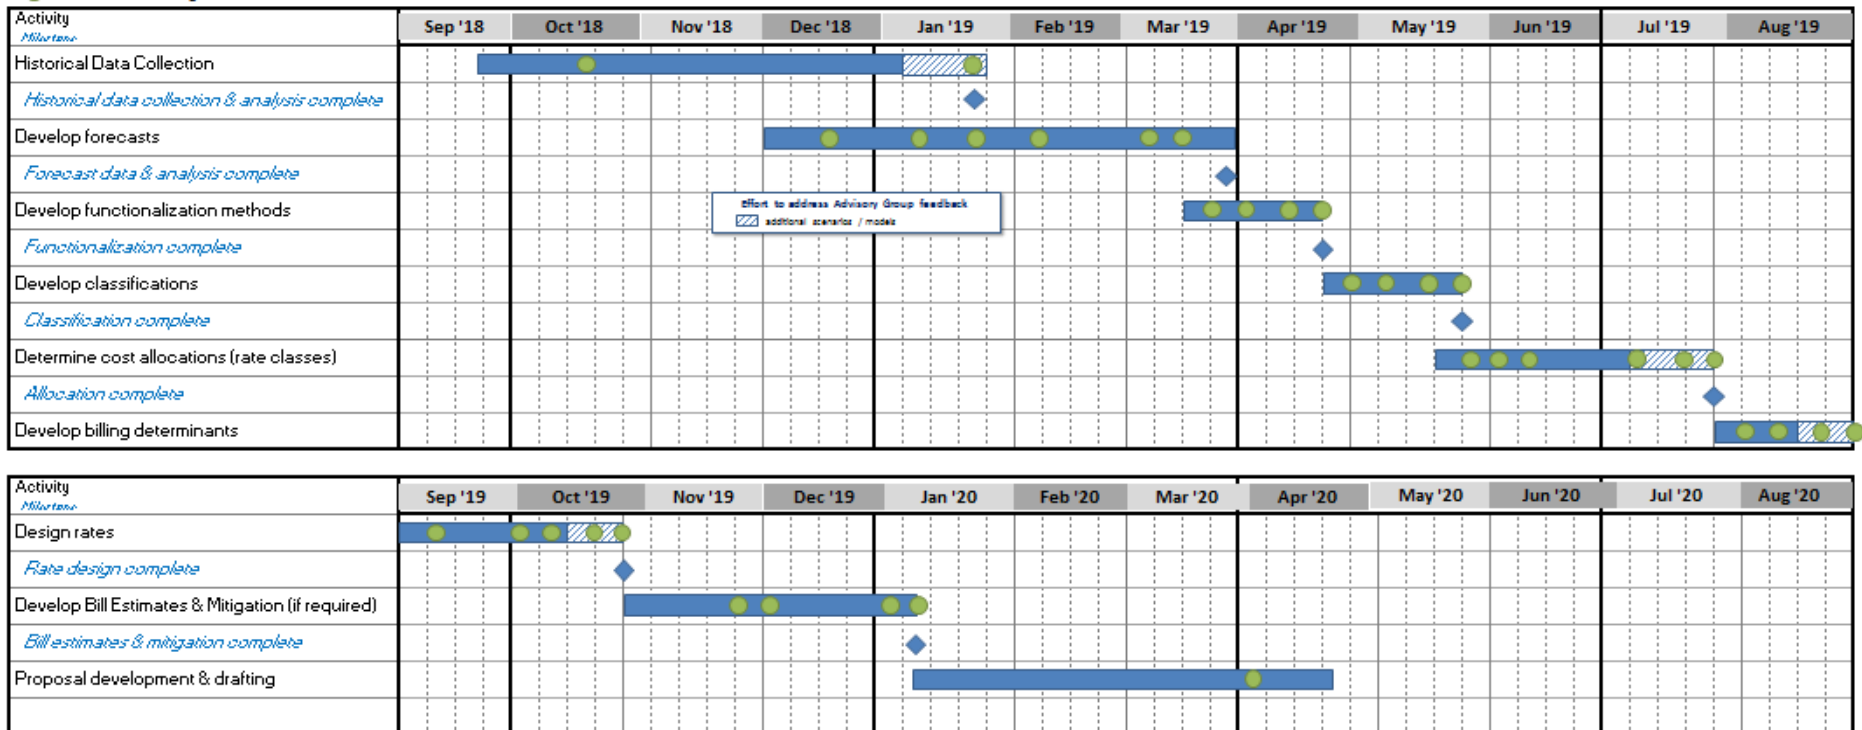 Activity
Milestone
Sep '18 Oct '18 Nov '18 Dec '18 Jan '19 Feb '19 Mar '19 Apr '19 May '19 Jun '19 Jul '19 Aug '19
Historical Data Collection
Historical data collection & analysis complete
Develop forecasts
Forecast data & analysis complete
Effort to address Advisory Group feedback
additional scenarios / models
Develop functionalization methods
Functionalization complete
Develop classifications
Classification complete
Determine cost allocations (rate classes)
Allocation complete
Develop billing determinants
Activity
Milestone
Sep '19 Oct '19 Nov '19 Dec '19 Jan '20 Feb '20 Mar '20 Apr '20 May '20 Jun '20 Jul '20 Aug '20
Design rates
Rate design complete
Develop Bill Estimates & Mitigation (if required)
Bill estimates & mitigation complete
Proposal development & drafting